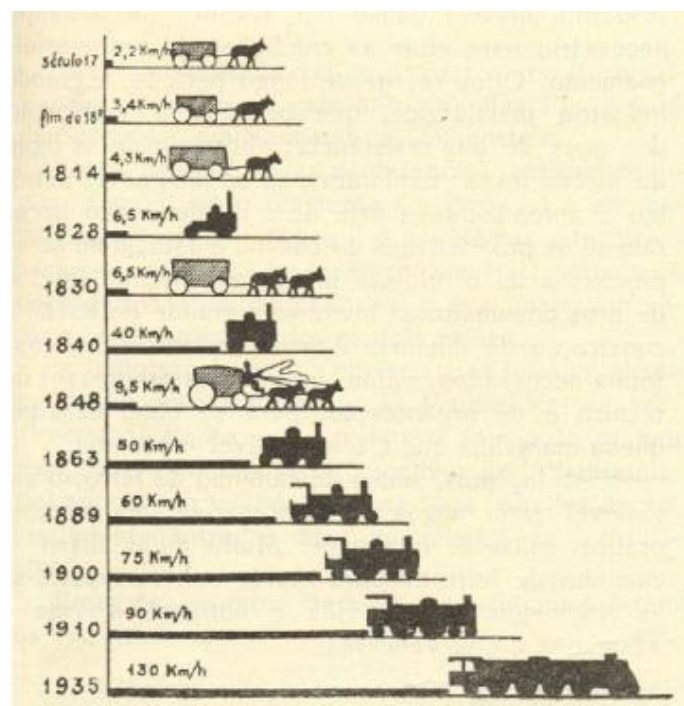 século 17 2,2 Km/h
fim do 18º 3,4 Km/h
1814 4,3 Km/h
1828 6,5 Km/h
1830 6,5 Km/h
1840 40 Km/h
1848 9,5 Km/h
1863 50 Km/h
1889 60 Km/h
1900 75 Km/h
1910 90 Km/h
1935 130 Km/h